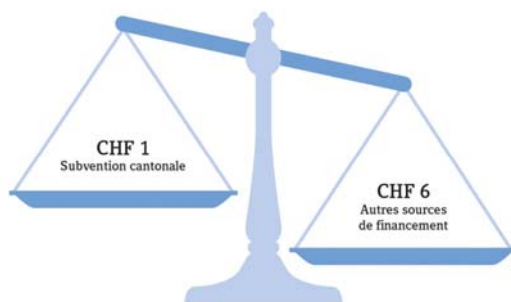 CHF 1
Subvention cantonale
CHF 6
Autres sources
de financement